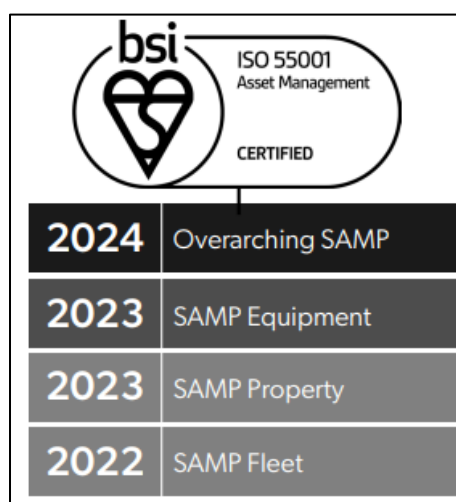 bsi
ISO 55001
Asset Management
CERTIFIED
2024 Overarching SAMP
2023 SAMP Equipment
2023 SAMP Property
2022 SAMP Fleet